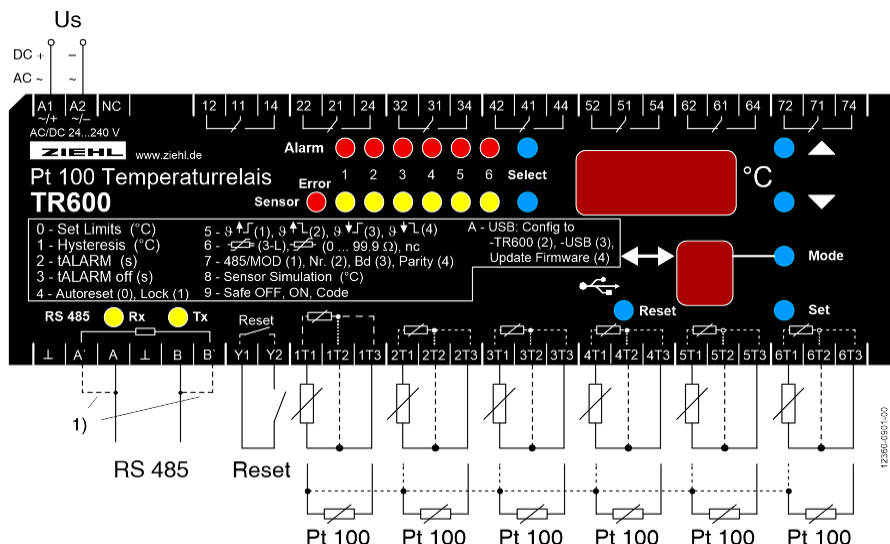 Us
DC + –
AC ~ ~
A1 A2 NC 12 11 14 22 21 24 32 31 34 42 41 44 52 51 54 62 61 64 72 71 74
~/+ ~/–
AC/DC 24...240 V
ZIEHL www.ziehl.de
Alarm 1 2 3 4 5 6 Select
Pt 100 Temperaturrelais
TR600
Error
Sensor
°C
0 - Set Limits (°C)
1 - Hysteresis (°C)
2 - tALARM (s)
3 - tALARM off (s)
4 - Autoreset (0), Lock (1)
5 - ϑ (1), ϑ (2), ϑ (3), ϑ (4)
6 - (3-L), (0 ... 99.9 Ω), nc
7 - 485/MOD (1), Nr. (2), Bd (3), Parity (4)
8 - Sensor Simulation (°C)
9 - Safe OFF, ON, Code
A - USB: Config to
-TR600 (2), -USB (3),
Update Firmware (4)
Mode
Reset Set
RS 485 Rx Tx
Reset
⊥ A` A ⊥ B B` Y1 Y2 1T1 1T2 1T3 2T1 2T2 2T3 3T1 3T2 3T3 4T1 4T2 4T3 5T1 5T2 5T3 6T1 6T2 6T3
1)
RS 485 Reset
Pt 100 Pt 100 Pt 100 Pt 100 Pt 100 Pt 100
12360-0901-00